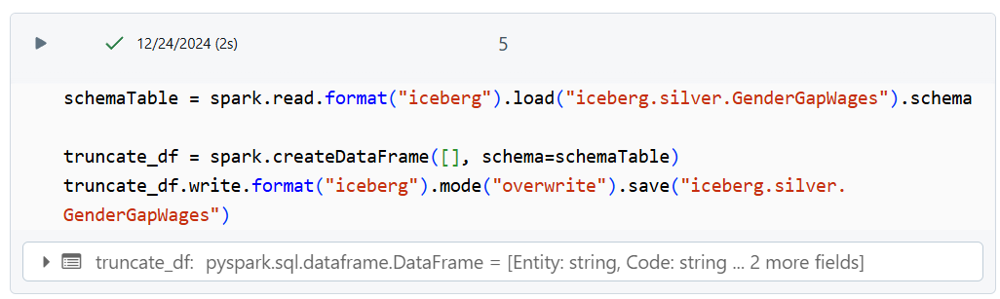 12/24/2024 (2s)
5
schemaTable = spark.read.format("iceberg").load("iceberg.silver.GenderGapWages").schema
truncate_df = spark.createDataFrame([], schema=schemaTable)
truncate_df.write.format("iceberg").mode("overwrite").save("iceberg.silver.
GenderGapWages")
truncate_df: pyspark.sql.dataframe.DataFrame = [Entity: string, Code: string ... 2 more fields]